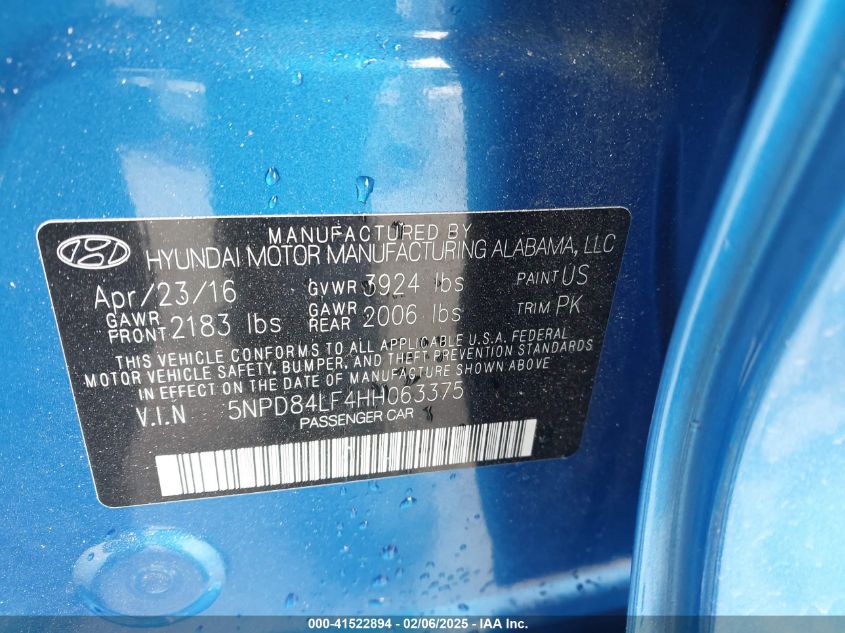 MANUFACTURED BY
HYUNDAI MOTOR MANUFACTURING ALABAMA, LLC
Apr/23/16 GVWR 3924 lbs PAINT US
GAWR FRONT 2183 lbs GAWR REAR 2006 lbs TRIM PK
THIS VEHICLE CONFORMS TO ALL APPLICABLE U.S.A. FEDERAL
MOTOR VEHICLE SAFETY, BUMPER, AND THEFT PREVENTION STANDARDS
IN EFFECT ON THE DATE OF MANUFACTURE SHOWN ABOVE
V.I.N 5NPD84LF4HH063375
PASSENGER CAR
000-41522894 - 02/06/2025 - IAA Inc.